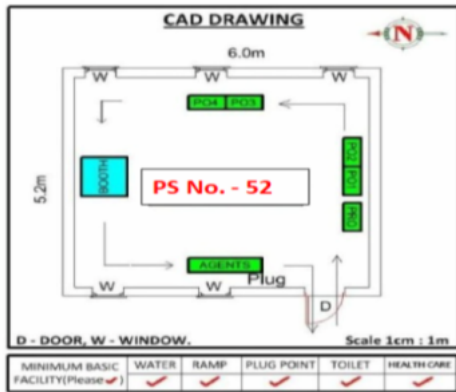 CAD DRAWING
N
6.0m
W W W
PO4 PO3
5.2m
BOOTH
PO2
PO1
PS No. - 52
PRO
AGENTS
Plug
W W
D
D - DOOR, W - WINDOW.
Scale 1cm : 1m
MINIMUM BASIC FACILITY(Please ✓) WATER RAMP PLUG POINT TOILET HEALTH CARE
✓ ✓ ✓ ✓ ✓